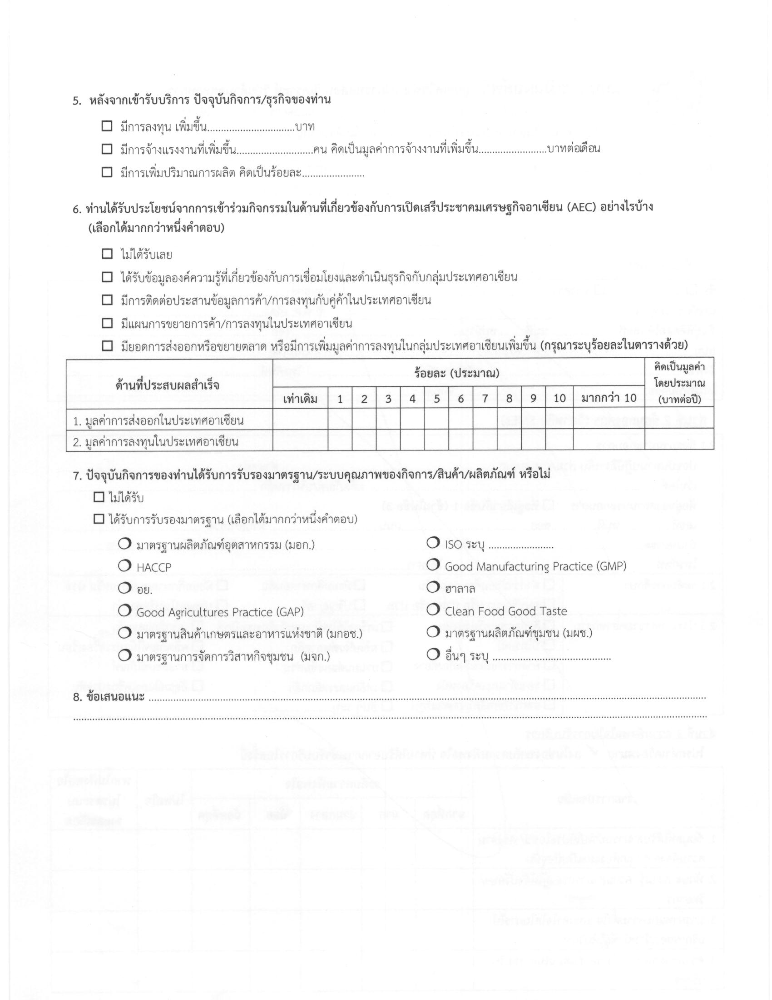 5. หลังจากเข้ารับบริการ ปัจจุบันกิจการ/ธุรกิจของท่าน
☐ มีการลงทุน เพิ่มขึ้น................................บาท
☐ มีการจ้างแรงงานที่เพิ่มขึ้น............................คน คิดเป็นมูลค่าการจ้างงานที่เพิ่มขึ้น.........................บาทต่อเดือน
☐ มีการเพิ่มปริมาณการผลิต คิดเป็นร้อยละ.......................
6. ท่านได้รับประโยชน์จากการเข้าร่วมกิจกรรมในด้านที่เกี่ยวข้องกับการเปิดเสรีประชาคมเศรษฐกิจอาเซียน (AEC) อย่างไรบ้าง
(เลือกได้มากกว่าหนึ่งคำตอบ)
☐ ไม่ได้รับเลย
☐ ได้รับข้อมูลองค์ความรู้ที่เกี่ยวข้องกับการเชื่อมโยงและดำเนินธุรกิจกับกลุ่มประเทศอาเซียน
☐ มีการติดต่อประสานข้อมูลการค้า/การลงทุนกับคู่ค้าในประเทศอาเซียน
☐ มีแผนการขยายการค้า/การลงทุนในประเทศอาเซียน
☐ มียอดการส่งออกหรือขยายตลาด หรือมีการเพิ่มมูลค่าการลงทุนในกลุ่มประเทศอาเซียนเพิ่มขึ้น (กรุณาระบุร้อยละในตารางด้วย)
ด้านที่ประสบผลสำเร็จ
ร้อยละ (ประมาณ)
คิดเป็นมูลค่า
โดยประมาณ
(บาทต่อปี)
เท่าเดิม 1 2 3 4 5 6 7 8 9 10 มากกว่า 10
1. มูลค่าการส่งออกในประเทศอาเซียน
2. มูลค่าการลงทุนในประเทศอาเซียน
7. ปัจจุบันกิจการของท่านได้รับการรับรองมาตรฐาน/ระบบคุณภาพของกิจการ/สินค้า/ผลิตภัณฑ์ หรือไม่
☐ ไม่ได้รับ
☐ ได้รับการรับรองมาตรฐาน (เลือกได้มากกว่าหนึ่งคำตอบ)
❍ มาตรฐานผลิตภัณฑ์อุตสาหกรรม (มอก.) ❍ ISO ระบุ ........................
❍ HACCP ❍ Good Manufacturing Practice (GMP)
❍ อย. ❍ ฮาลาล
❍ Good Agricultures Practice (GAP) ❍ Clean Food Good Taste
❍ มาตรฐานสินค้าเกษตรและอาหารแห่งชาติ (มกอช.) ❍ มาตรฐานผลิตภัณฑ์ชุมชน (มผช.)
❍ มาตรฐานการจัดการวิสาหกิจชุมชน (มจก.) ❍ อื่นๆ ระบุ ............................................
8. ข้อเสนอแนะ ................................................................................
................................................................................